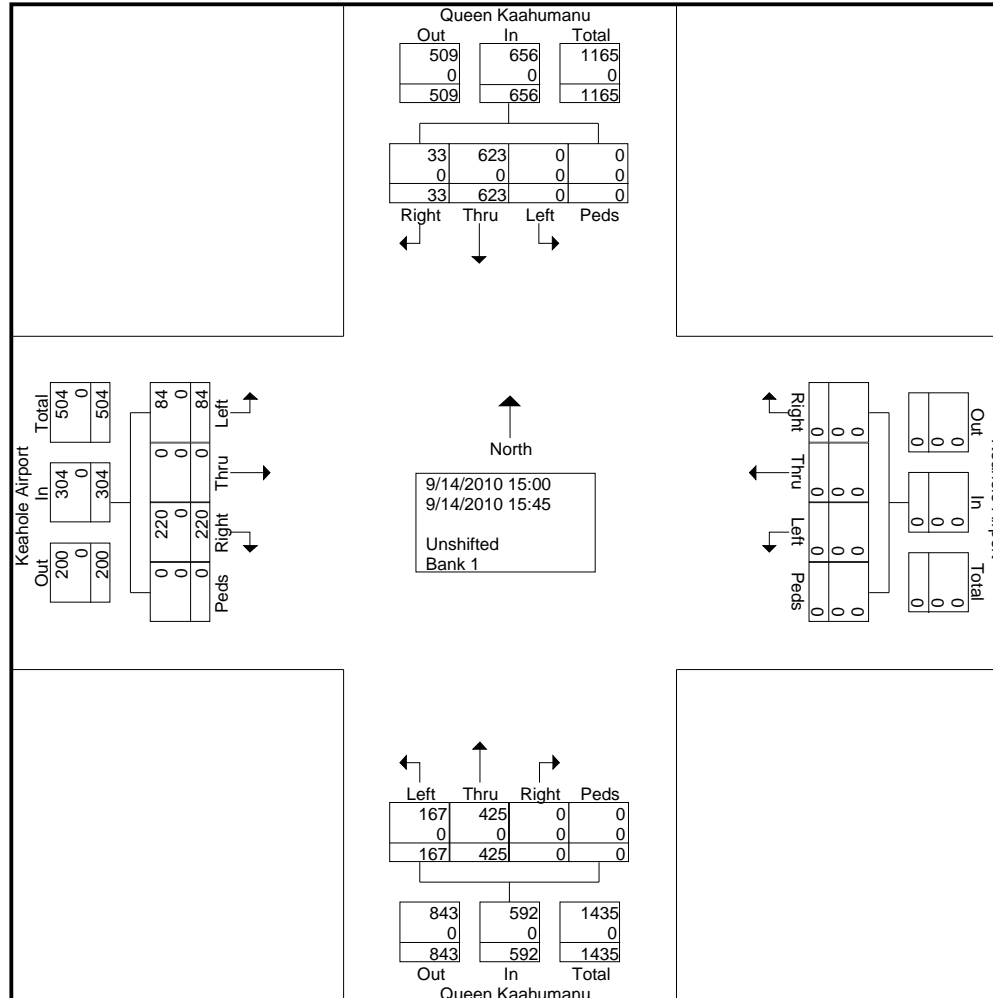 Queen Kaahumanu
Out In Total
509 656 1165
0 0 0
509 656 1165
33 623 0 0
0 0 0 0
33 623 0 0
Right Thru Left Peds
Keahole Airport
Total In Out
504 304 200
0 0 0
504 304 200
84 0 220 0
0 0 0 0
84 0 220 0
Left Thru Right Peds
North
9/14/2010 15:00
9/14/2010 15:45
Unshifted
Bank 1
Right Thru Left Peds
0 0 0 0
0 0 0 0
0 0 0 0
Out In Total
0 0 0
0 0 0
0 0 0
Left Thru Right Peds
167 425 0 0
0 0 0 0
167 425 0 0
843 592 1435
0 0 0
843 592 1435
Out In Total
Queen Kaahumanu